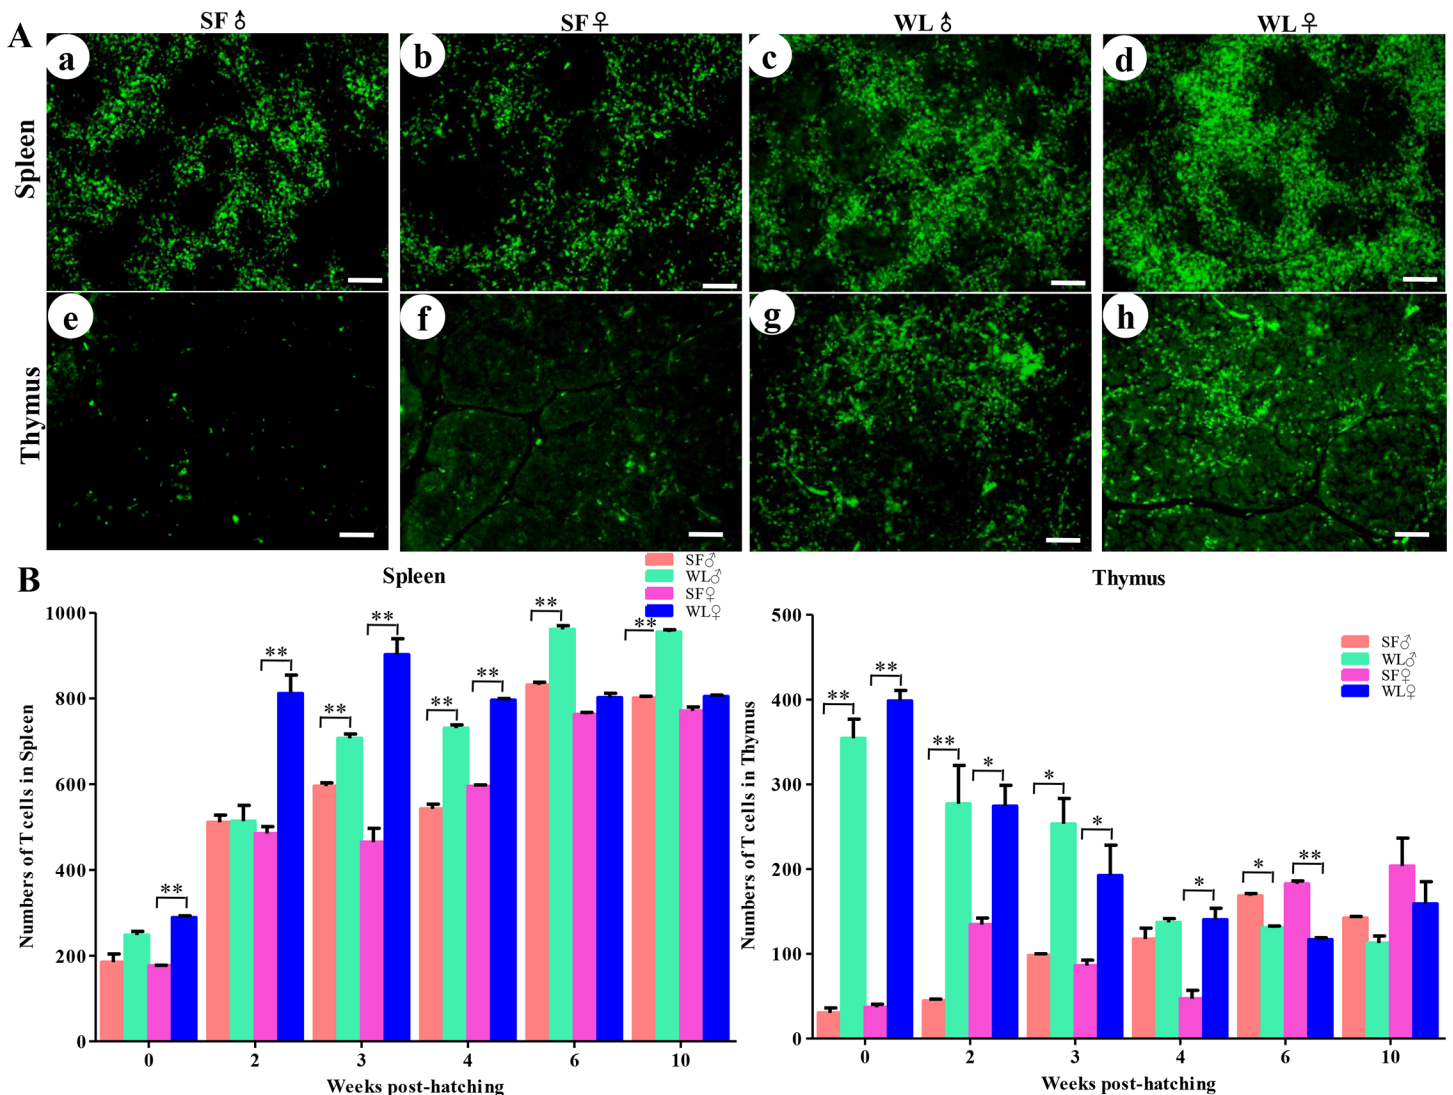 A
SF♂ SF♀ WL♂ WL♀
a b c d
Spleen
e f g h
Thymus
B
Spleen
SF♂
WL♂
SF♀
WL♀
Numbers of T cells in Spleen
1000
800
600
400
200
0
** ** ** ** ** ** ** ** **
0 2 3 4 6 10
Weeks post-hatching
Thymus
SF♂
WL♂
SF♀
WL♀
Numbers of T cells in Thymus
500
400
300
200
100
0
** ** ** * * * * * **
0 2 3 4 6 10
Weeks post-hatching